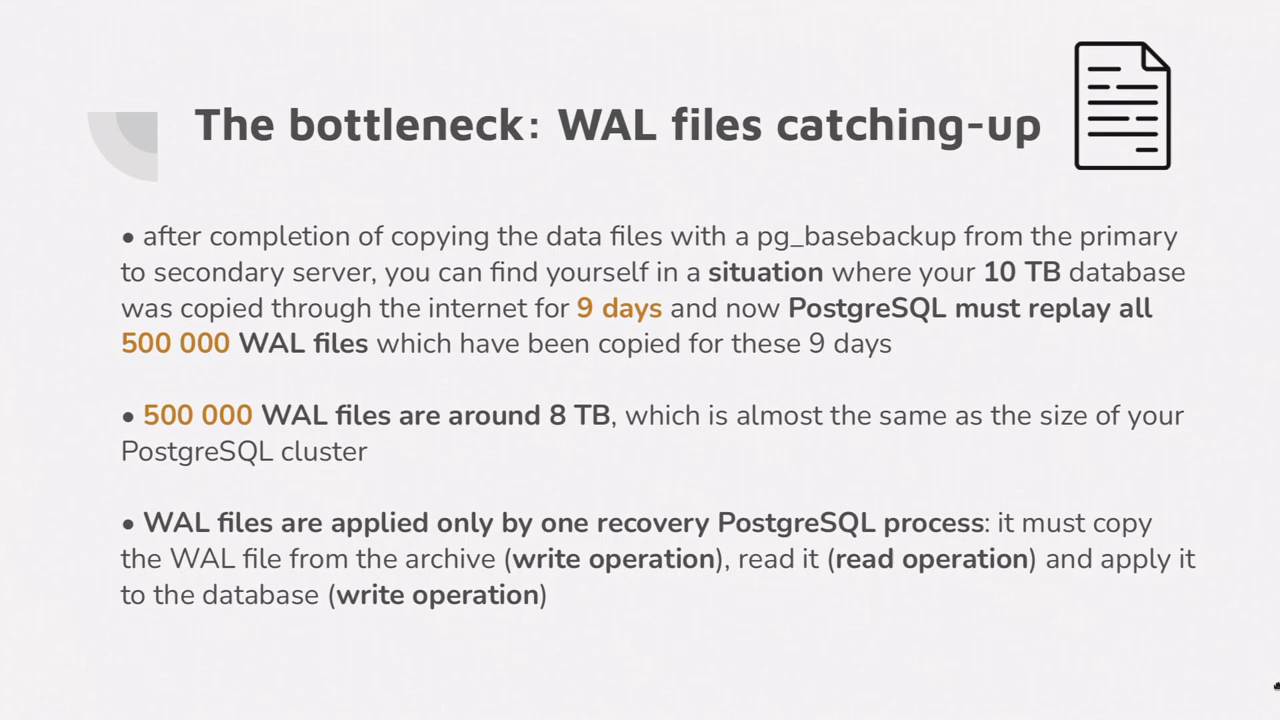 The bottleneck: WAL files catching-up
• after completion of copying the data files with a pg_basebackup from the primary
to secondary server, you can find yourself in a situation where your 10 TB database
was copied through the internet for 9 days and now PostgreSQL must replay all
500 000 WAL files which have been copied for these 9 days
• 500 000 WAL files are around 8 TB, which is almost the same as the size of your
PostgreSQL cluster
• WAL files are applied only by one recovery PostgreSQL process: it must copy
the WAL file from the archive (write operation), read it (read operation) and apply it
to the database (write operation)